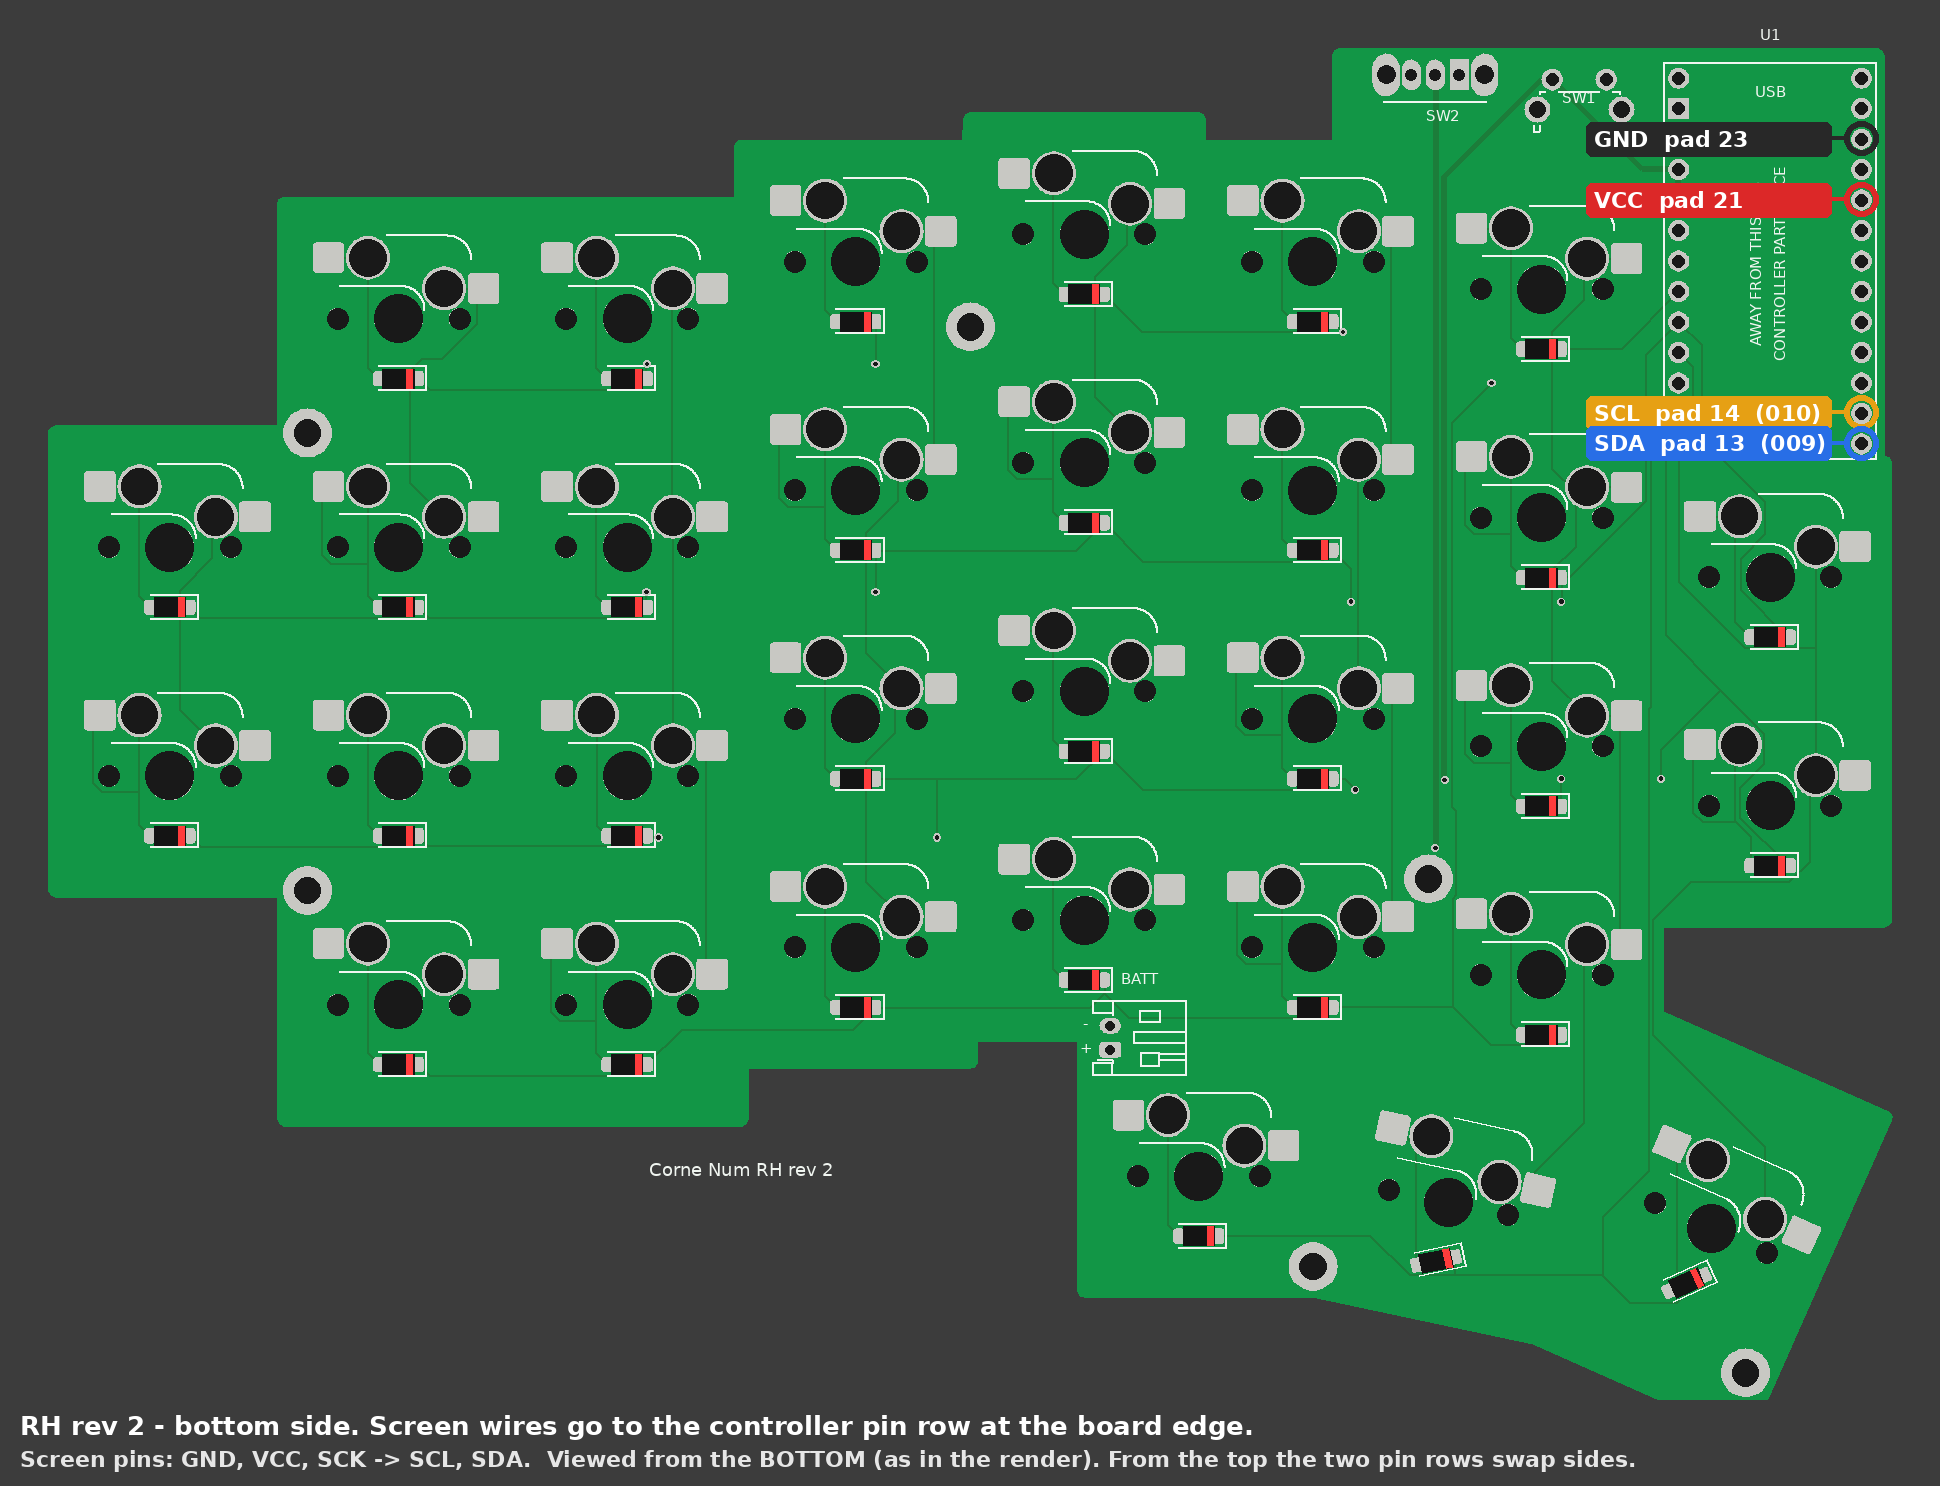 U1
USB
SW1
SW2
GND pad 23
VCC pad 21
AWAY FROM THIS
CONTROLLER PART CE
SCL pad 14 (010)
SDA pad 13 (009)
BATT
-
+
Corne Num RH rev 2
RH rev 2 - bottom side. Screen wires go to the controller pin row at the board edge.
Screen pins: GND, VCC, SCK -> SCL, SDA. Viewed from the BOTTOM (as in the render). From the top the two pin rows swap sides.